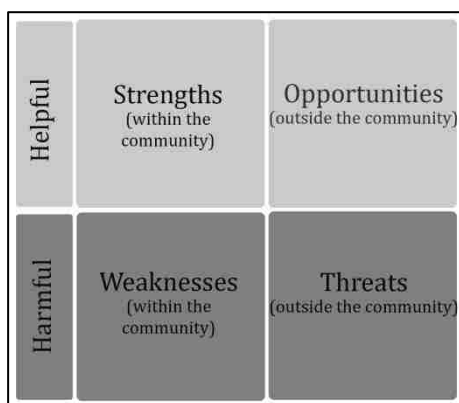 Helpful
Strengths
(within the
community)
Opportunities
(outside the community)
Harmful
Weaknesses
(within the
community)
Threats
(outside the community)